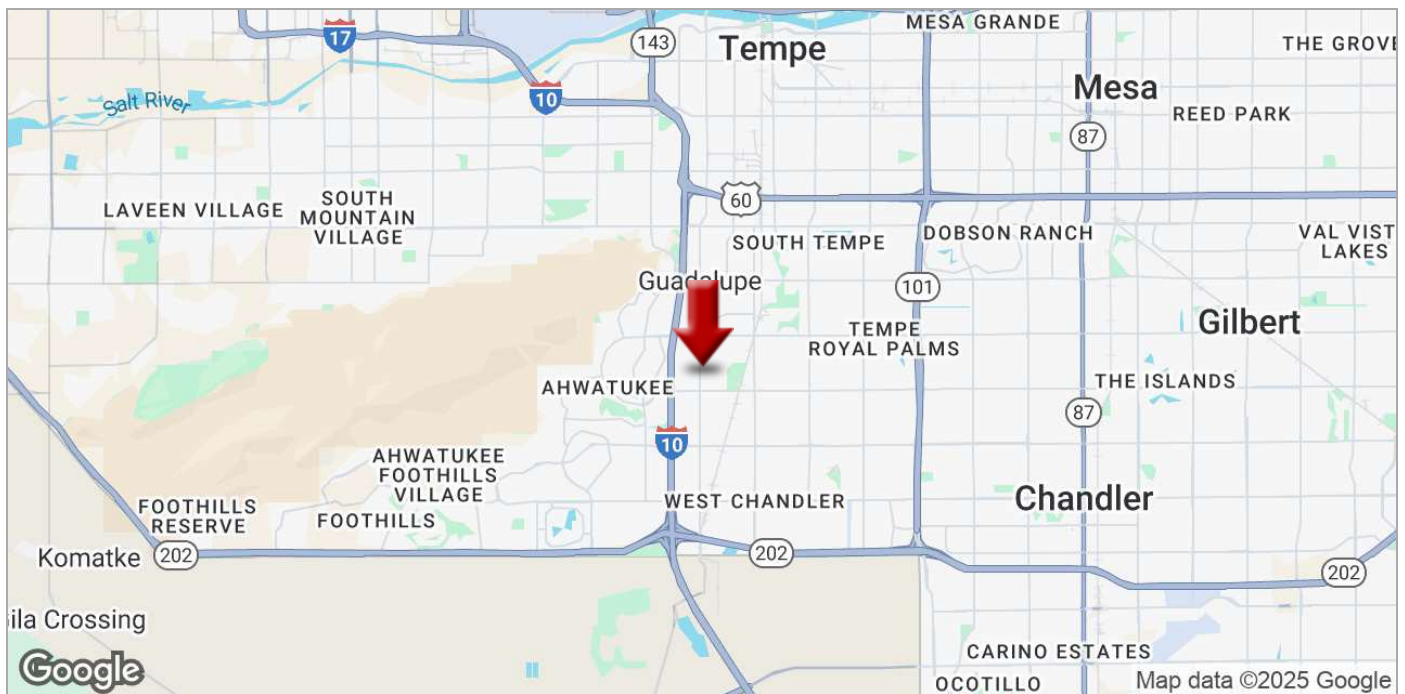 MESA GRANDE
17
143
Tempe
THE GROVE
10
Mesa
Salt River
REED PARK
87
SOUTH
MOUNTAIN
VILLAGE
LAVEEN VILLAGE
60
SOUTH TEMPE
DOBSON RANCH
VAL VIST
LAKES
Guadalupe
101
TEMPE
ROYAL PALMS
Gilbert
AHWATUKEE
THE ISLANDS
87
10
AHWATUKEE
FOOTHILLS
VILLAGE
WEST CHANDLER
Chandler
FOOTHILLS
RESERVE
FOOTHILLS
Komatke
202
202
202
ila Crossing
CARINO ESTATES
OCOTILLO
Google
Map data ©2025 Google